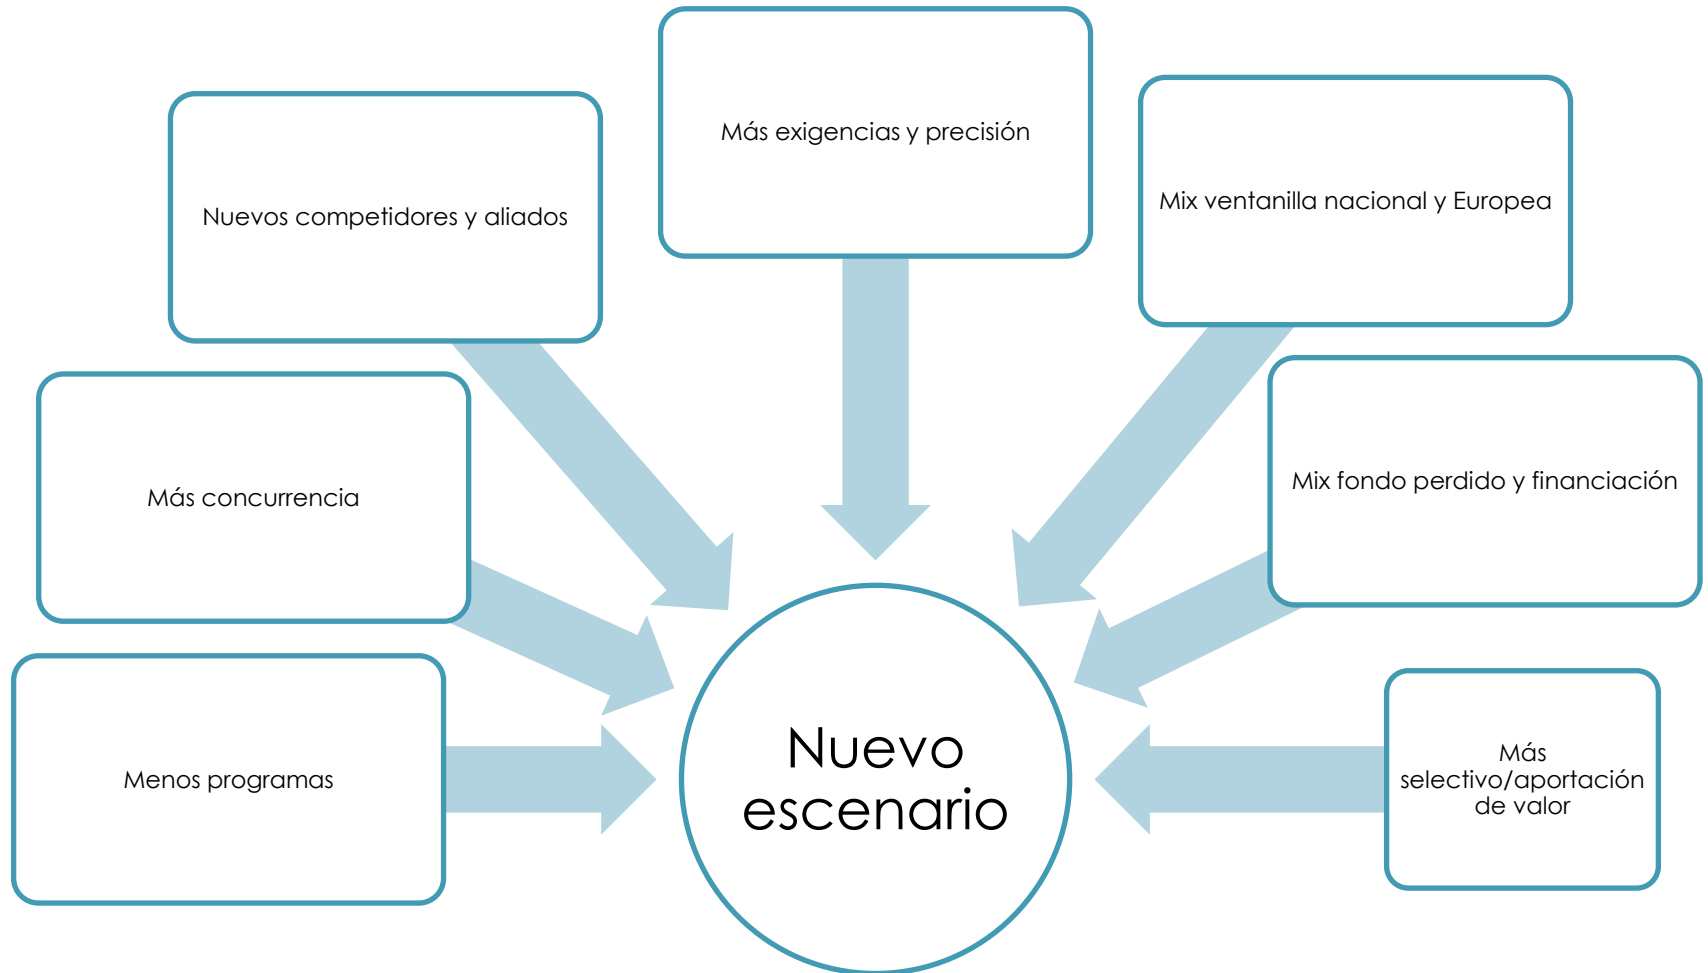 Más exigencias y precisión
Mix ventanilla nacional y Europea
Nuevos competidores y aliados
Mix fondo perdido y financiación
Más concurrencia
Nuevo
escenario
Menos programas
Más
selectivo/aportación
de valor